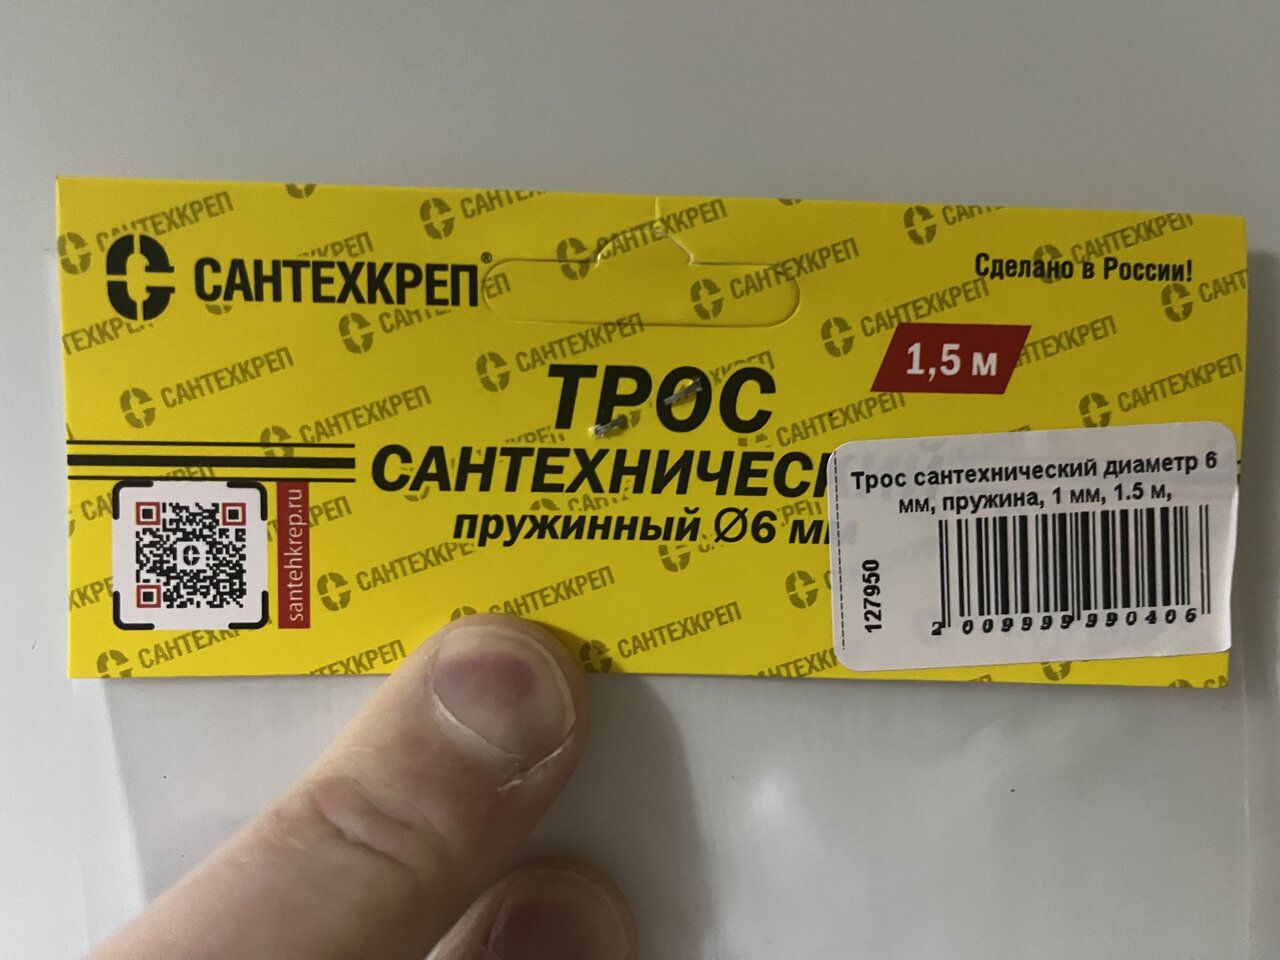 САНТЕХКРЕП®
Сделано в России!
1,5 м
ТРОС
САНТЕХНИЧЕС
пружинный Ø6 м
santehkrep.ru
Трос сантехнический диаметр 6
мм, пружина, 1 мм, 1.5 м,
127950
2 009999 990406